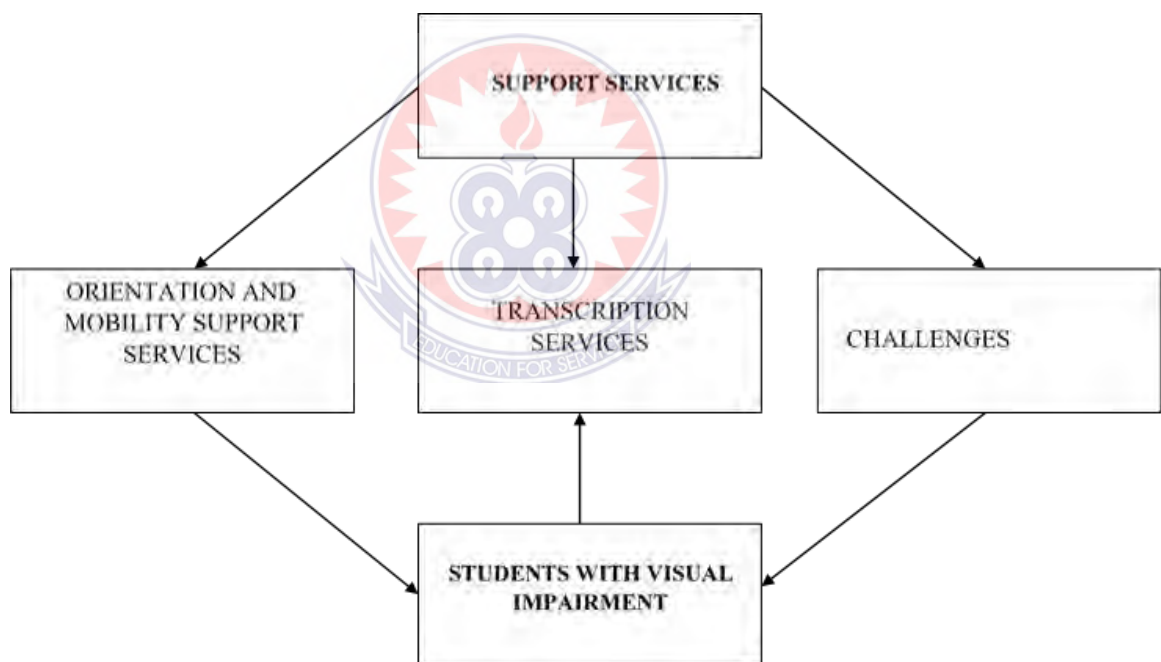 SUPPORT SERVICES
ORIENTATION AND
MOBILITY SUPPORT
SERVICES
TRANSCRIPTION
SERVICES
CHALLENGES
EDUCATION FOR SERVICE
STUDENTS WITH VISUAL
IMPAIRMENT